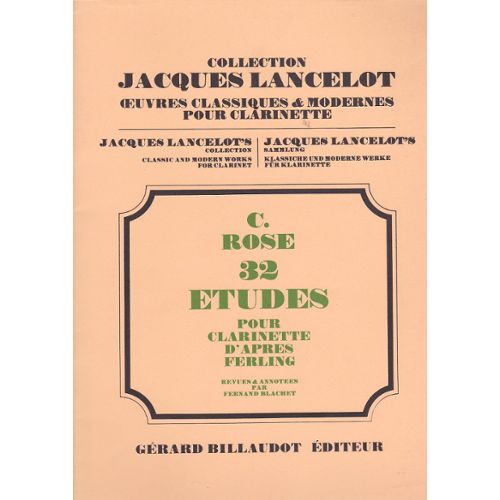 COLLECTION
JACQUES LANCELOT
ŒUVRES CLASSIQUES & MODERNES
POUR CLARINETTE
JACQUES LANCELOT'S
COLLECTION
CLASSIC AND MODERN WORKS
FOR CLARINET
JACQUES LANCELOT'S
SAMMLUNG
KLASSICHE UND MODERNE WERKE
FÜR KLARINETTE
C.
ROSE
32
ETUDES
POUR
CLARINETTE
D'APRES
FERLING
REVUES & ANNOTEES
PAR
FERNAND BLACHET
GÉRARD BILLAUDOT ÉDITEUR